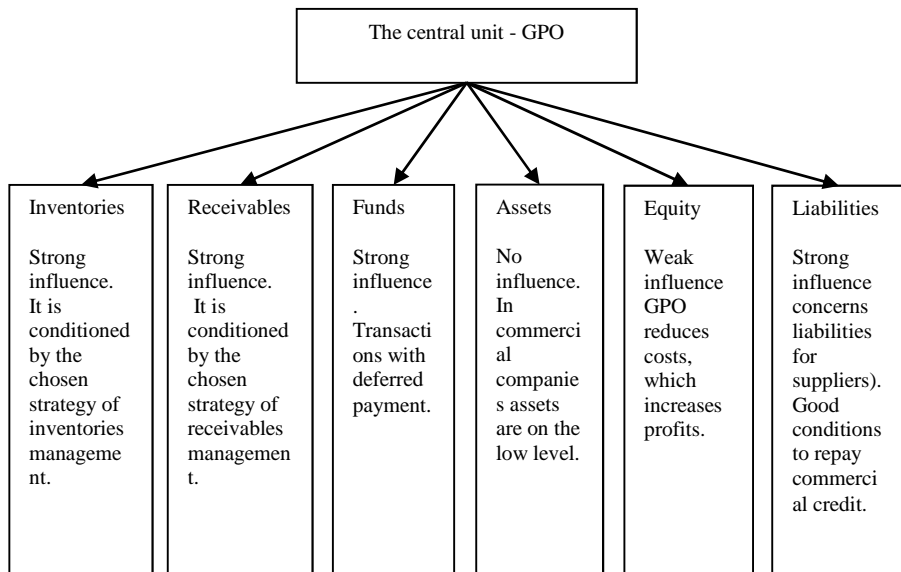 The central unit - GPO
Inventories
Strong
influence.
It is
conditioned
by the
chosen
strategy of
inventories
manageme
nt.
Receivables
Strong
influence.
It is
conditioned
by the
chosen
strategy of
receivables
managemen
t.
Funds
Strong
influence
.
Transacti
ons with
deferred
payment.
Assets
No
influence.
In
commerci
al
companie
s assets
are on the
low level.
Equity
Weak
influence
GPO
reduces
costs,
which
increases
profits.
Liabilities
Strong
influence
concerns
liabilities
for
suppliers).
Good
conditions
to repay
commerci
al credit.